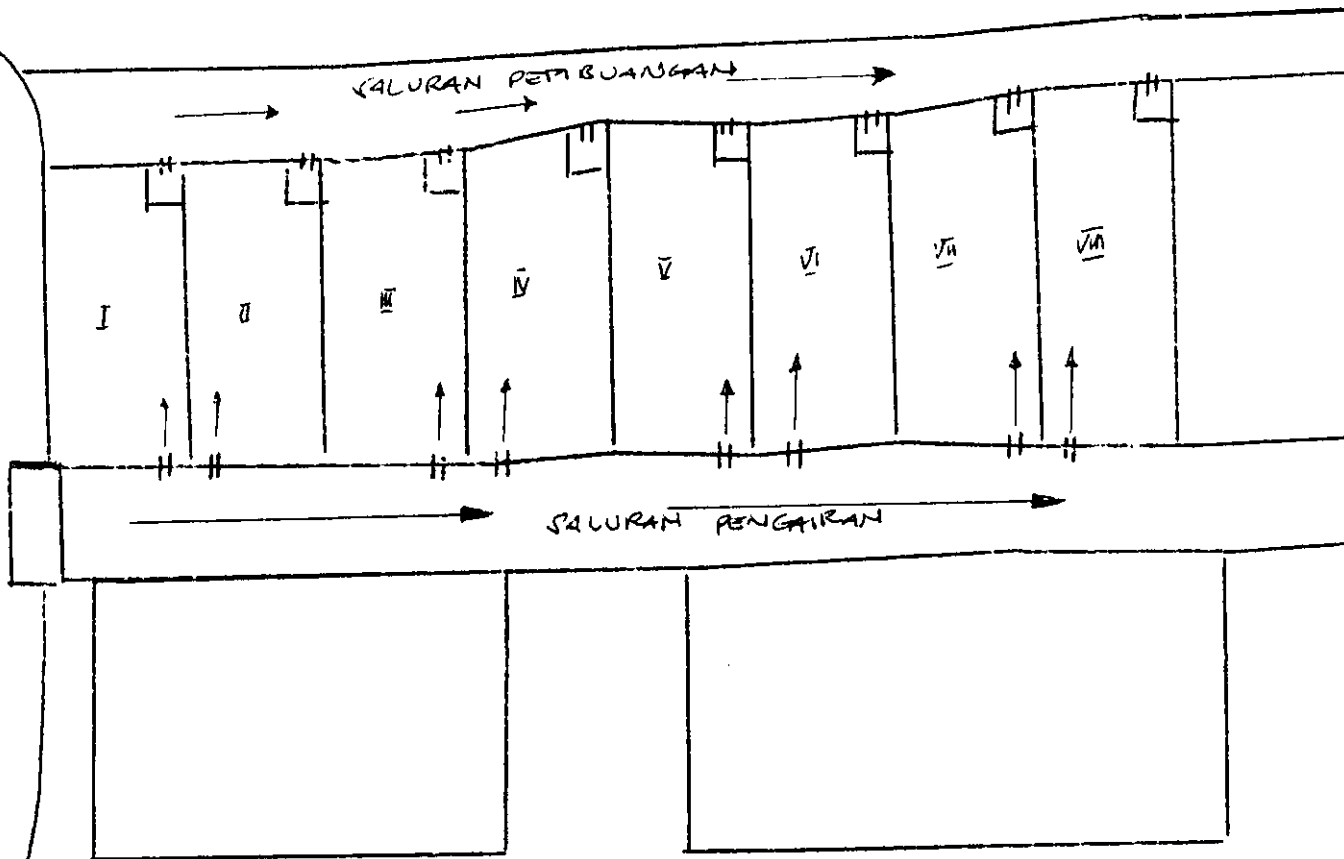 SALURAN PEMBUANGAN
I
II
III
IV
V
VI
VII
VIII
SALURAN PENGAIRAN